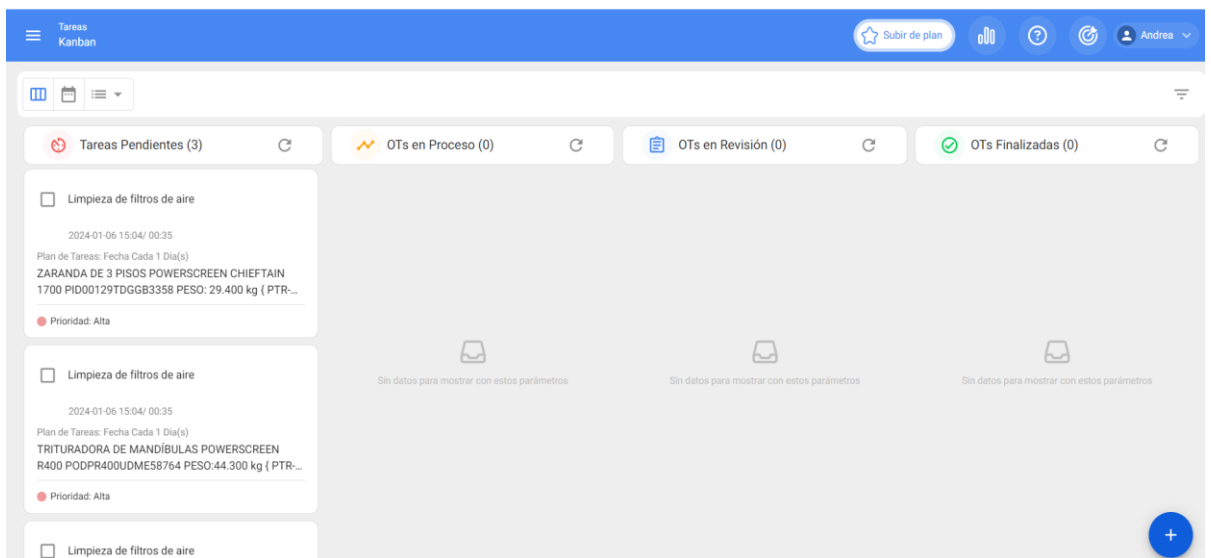 Tareas
Kanban
Subir de plan
Andrea
Tareas Pendientes (3)
OTs en Proceso (0)
OTs en Revisión (0)
OTs Finalizadas (0)
Limpieza de filtros de aire
2024-01-06 15:04/ 00:35
Plan de Tareas: Fecha Cada 1 Dia(s)
ZARANDA DE 3 PISOS POWERSCREEN CHIEFTAIN
1700 PID00129TDGGB3358 PESO: 29.400 kg { PTR-...
Prioridad: Alta
Limpieza de filtros de aire
2024-01-06 15:04/ 00:35
Plan de Tareas: Fecha Cada 1 Dia(s)
TRITURADORA DE MANDÍBULAS POWERSCREEN
R400 PODPR400UDME58764 PESO:44.300 kg { PTR-...
Prioridad: Alta
Limpieza de filtros de aire
Sin datos para mostrar con estos parámetros
Sin datos para mostrar con estos parámetros
Sin datos para mostrar con estos parámetros